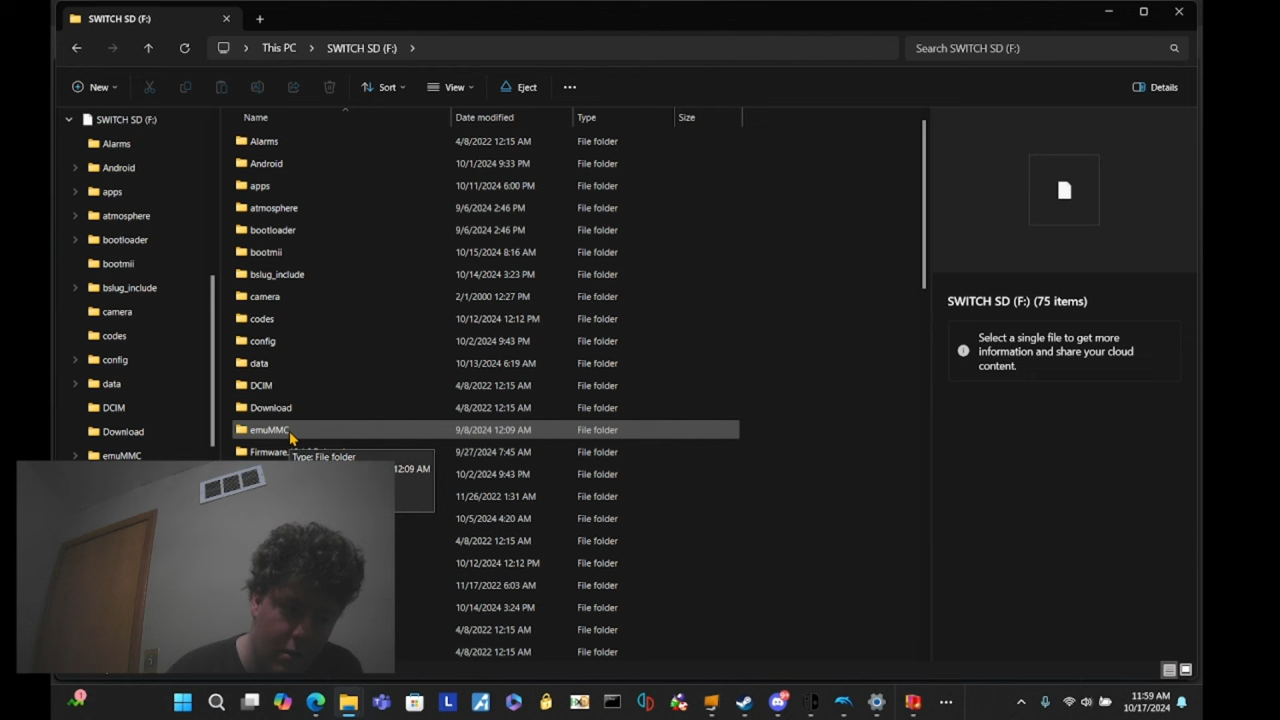 SWITCH SD (F:)
This PC > SWITCH SD (F:) >
Search SWITCH SD (F:)
New
Sort
View
Eject
Details
SWITCH SD (F:)
Alarms
Android
apps
atmosphere
bootloader
bootmii
bslug_include
camera
codes
config
data
DCIM
Download
emuMMC
Name Date modified Type Size
Alarms 4/8/2022 12:15 AM File folder
Android 10/1/2024 9:33 PM File folder
apps 10/11/2024 6:00 PM File folder
atmosphere 9/6/2024 2:46 PM File folder
bootloader 9/6/2024 2:46 PM File folder
bootmii 10/15/2024 8:16 AM File folder
bslug_include 10/14/2024 3:23 PM File folder
camera 2/1/2000 12:27 PM File folder
codes 10/12/2024 12:12 PM File folder
config 10/2/2024 9:43 PM File folder
data 10/13/2024 6:19 AM File folder
DCIM 4/8/2022 12:15 AM File folder
Download 4/8/2022 12:15 AM File folder
emuMMC 9/8/2024 12:09 AM File folder
Firmware 9/27/2024 7:45 AM File folder
Type: File folder
12:09 AM
10/2/2024 9:43 PM File folder
11/26/2022 1:31 AM File folder
10/5/2024 4:20 AM File folder
4/8/2022 12:15 AM File folder
10/12/2024 12:12 PM File folder
11/17/2022 6:03 AM File folder
10/14/2024 3:24 PM File folder
4/8/2022 12:15 AM File folder
4/8/2022 12:15 AM File folder
SWITCH SD (F:) (75 items)
Select a single file to get more
information and share your cloud
content.
11:59 AM
10/17/2024